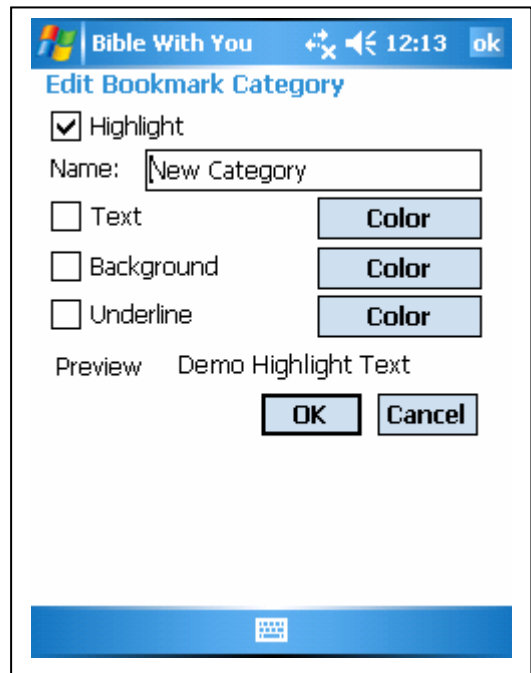 Bible With You 12:13 ok
Edit Bookmark Category
Highlight
Name: New Category
Text Color
Background Color
Underline Color
Preview Demo Highlight Text
OK Cancel